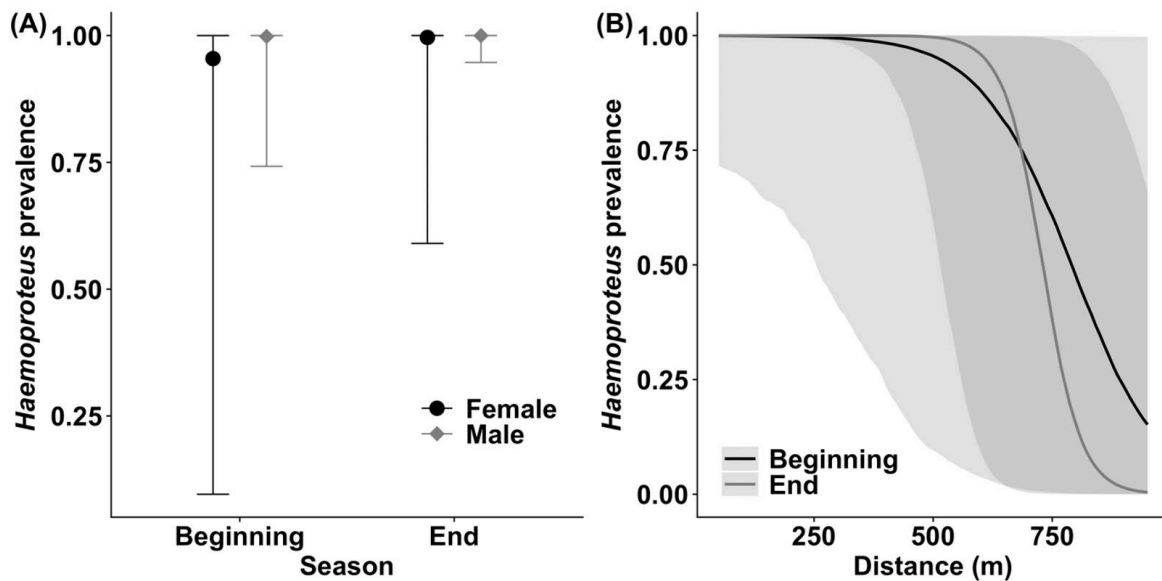 (A)
1.00
0.75
0.50
0.25
Haemoproteus prevalence
Female
Male
Beginning
End
Season
(B)
1.00
0.75
0.50
0.25
0.00
Haemoproteus prevalence
Beginning
End
250
500
750
Distance (m)